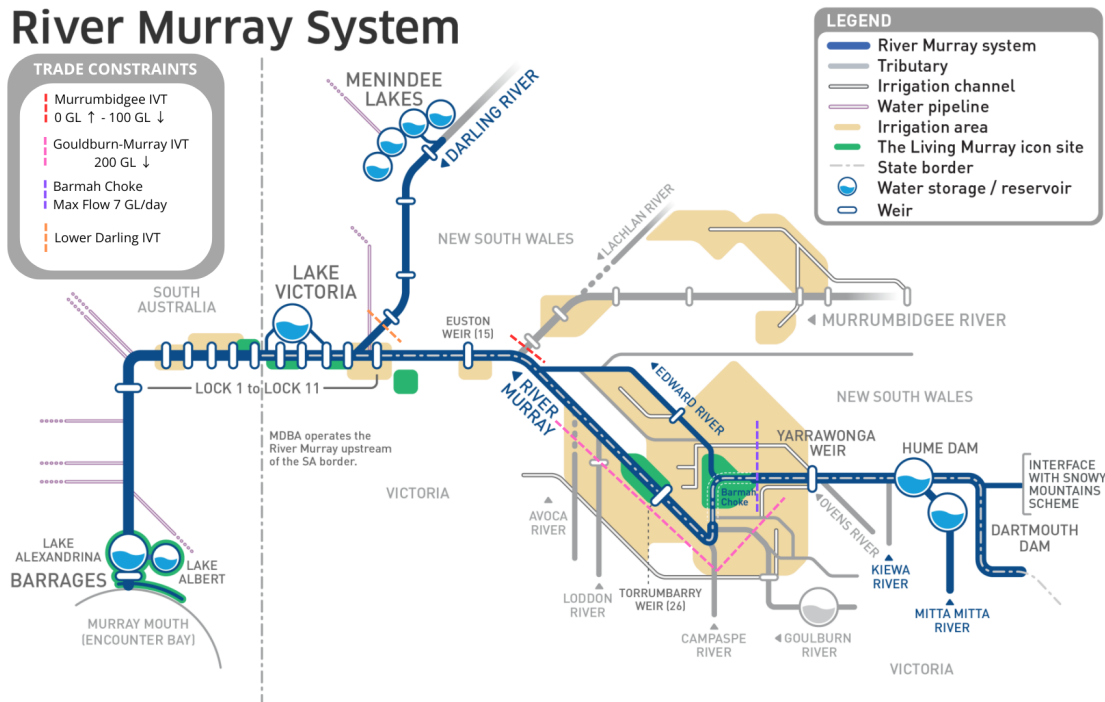 River Murray System
TRADE CONSTRAINTS
Murrumbidgee IVT
0 GL ↑ - 100 GL ↓
Gouldburn-Murray IVT
200 GL ↓
Barmah Choke
Max Flow 7 GL/day
Lower Darling IVT
LEGEND
River Murray system
Tributary
Irrigation channel
Water pipeline
Irrigation area
The Living Murray icon site
State border
Water storage / reservoir
Weir
MENINDEE
LAKES
DARLING RIVER
LACHLAN RIVER
NEW SOUTH WALES
SOUTH
AUSTRALIA
LAKE
VICTORIA
EUSTON
WEIR (15)
MURRUMBIDGEE RIVER
LOCK 1 to LOCK 11
RIVER
MURRAY
EDWARD RIVER
NEW SOUTH WALES
MDBA operates the
River Murray upstream
of the SA border.
YARRAWONGA
WEIR
HUME DAM
INTERFACE
WITH SNOWY
MOUNTAINS
SCHEME
VICTORIA
Barmah
Choke
AVOCA
RIVER
OVENS RIVER
DARTMOUTH
DAM
LAKE
ALEXANDRINA
BARRAGES
LAKE
ALBERT
KIEWA
RIVER
LODDON
RIVER
TORRUMBARRY
WEIR (26)
MITTA MITTA
RIVER
MURRAY MOUTH
(ENCOUNTER BAY)
CAMPASPE
RIVER
GOULBURN
RIVER
VICTORIA